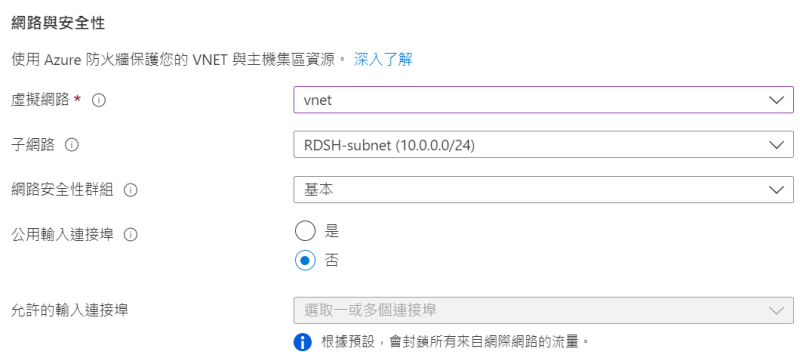 網路與安全性
使用 Azure 防火牆保護您的 VNET 與主機集區資源。 深入了解
虛擬網路 * vnet
子網路 RDSH-subnet (10.0.0.0/24)
網路安全性群組 基本
公用輸入連接埠 是
否
允許的輸入連接埠 選取一或多個連接埠
根據預設,會封鎖所有來自網際網路的流量。